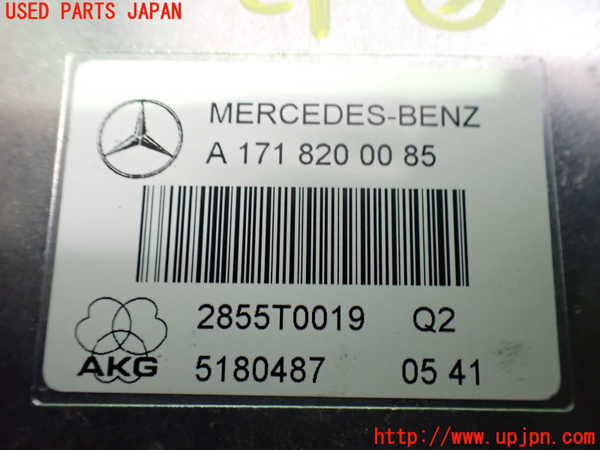 USED PARTS JAPAN
MERCEDES-BENZ
A 171 820 00 85
2855T0019 Q2
AKG 5180487 05 41
http://www.upjpn.com/